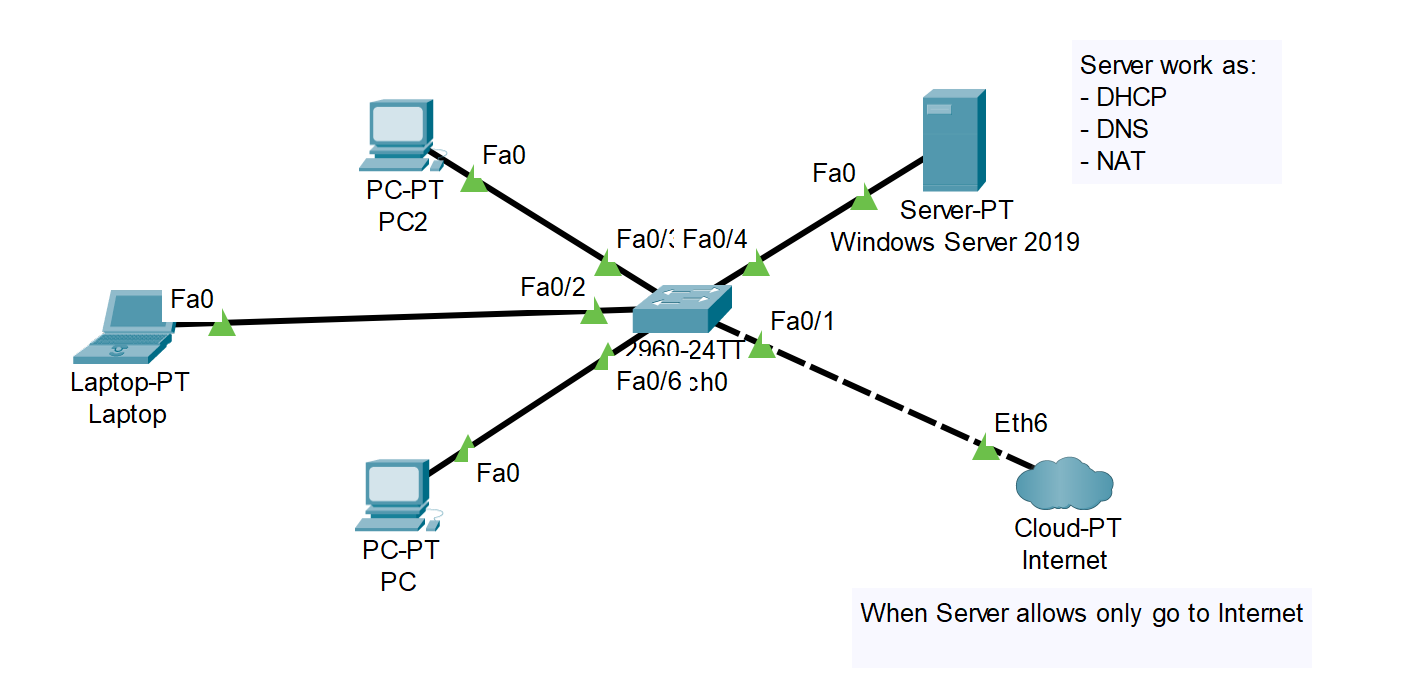 Server work as:
- DHCP
- DNS
- NAT
Fa0
PC-PT
PC2
Fa0
Server-PT
Windows Server 2019
Fa0/3
Fa0/4
Fa0/2
Fa0
Laptop-PT
Laptop
Fa0/1
2960-24TT
Fa0/6
ch0
Fa0
PC-PT
PC
Eth6
Cloud-PT
Internet
When Server allows only go to Internet